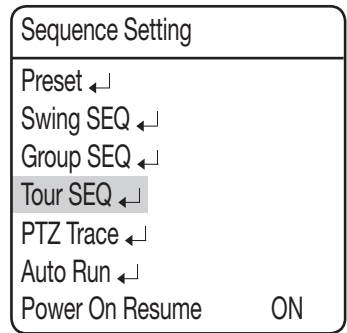 Sequence Setting
Preset ↵
Swing SEQ ↵
Group SEQ ↵
Tour SEQ ↵
PTZ Trace ↵
Auto Run ↵
Power On Resume ON